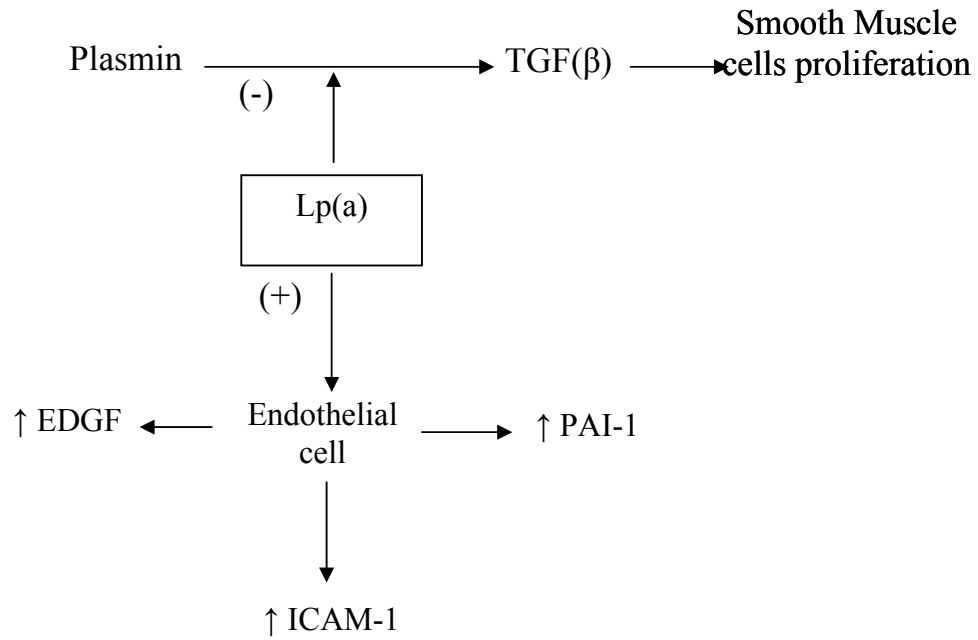 Smooth Muscle
Plasmin
TGF(β)
cells proliferation
(-)
Lp(a)
(+)
↑ EDGF
Endothelial
cell
↑ PAI-1
↑ ICAM-1